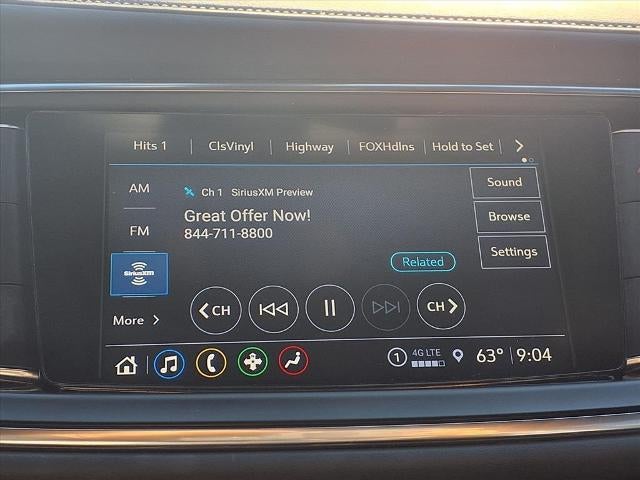 Hits 1 ClsVinyl Highway FOXHdlns Hold to Set
AM
Ch 1 SiriusXM Preview
Sound
Great Offer Now!
Browse
FM
844-711-8800
Settings
SiriusXM
Related
More
CH
CH
1 4G LTE 63° 9:04